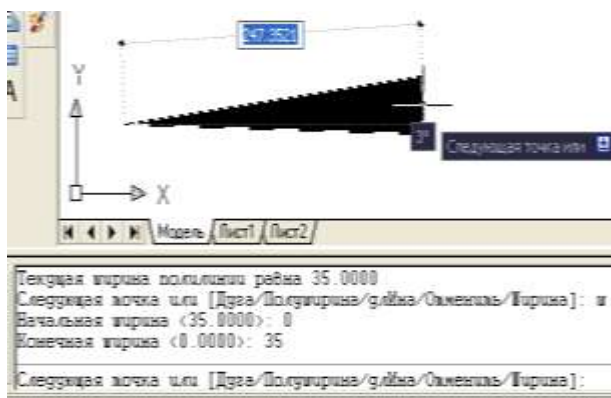 247.3521
Y
3°
Следующая точка или
X
Модель Лист1 Лист2
Текущая ширина полилинии равна 35.0000
Следующая точка или [Дуга/Полуширина/длИна/Отменить/Ширина]: ш
Начальная ширина <35.0000>: 0
Конечная ширина <0.0000>: 35
Следующая точка или [Дуга/Полуширина/длИна/Отменить/Ширина]: